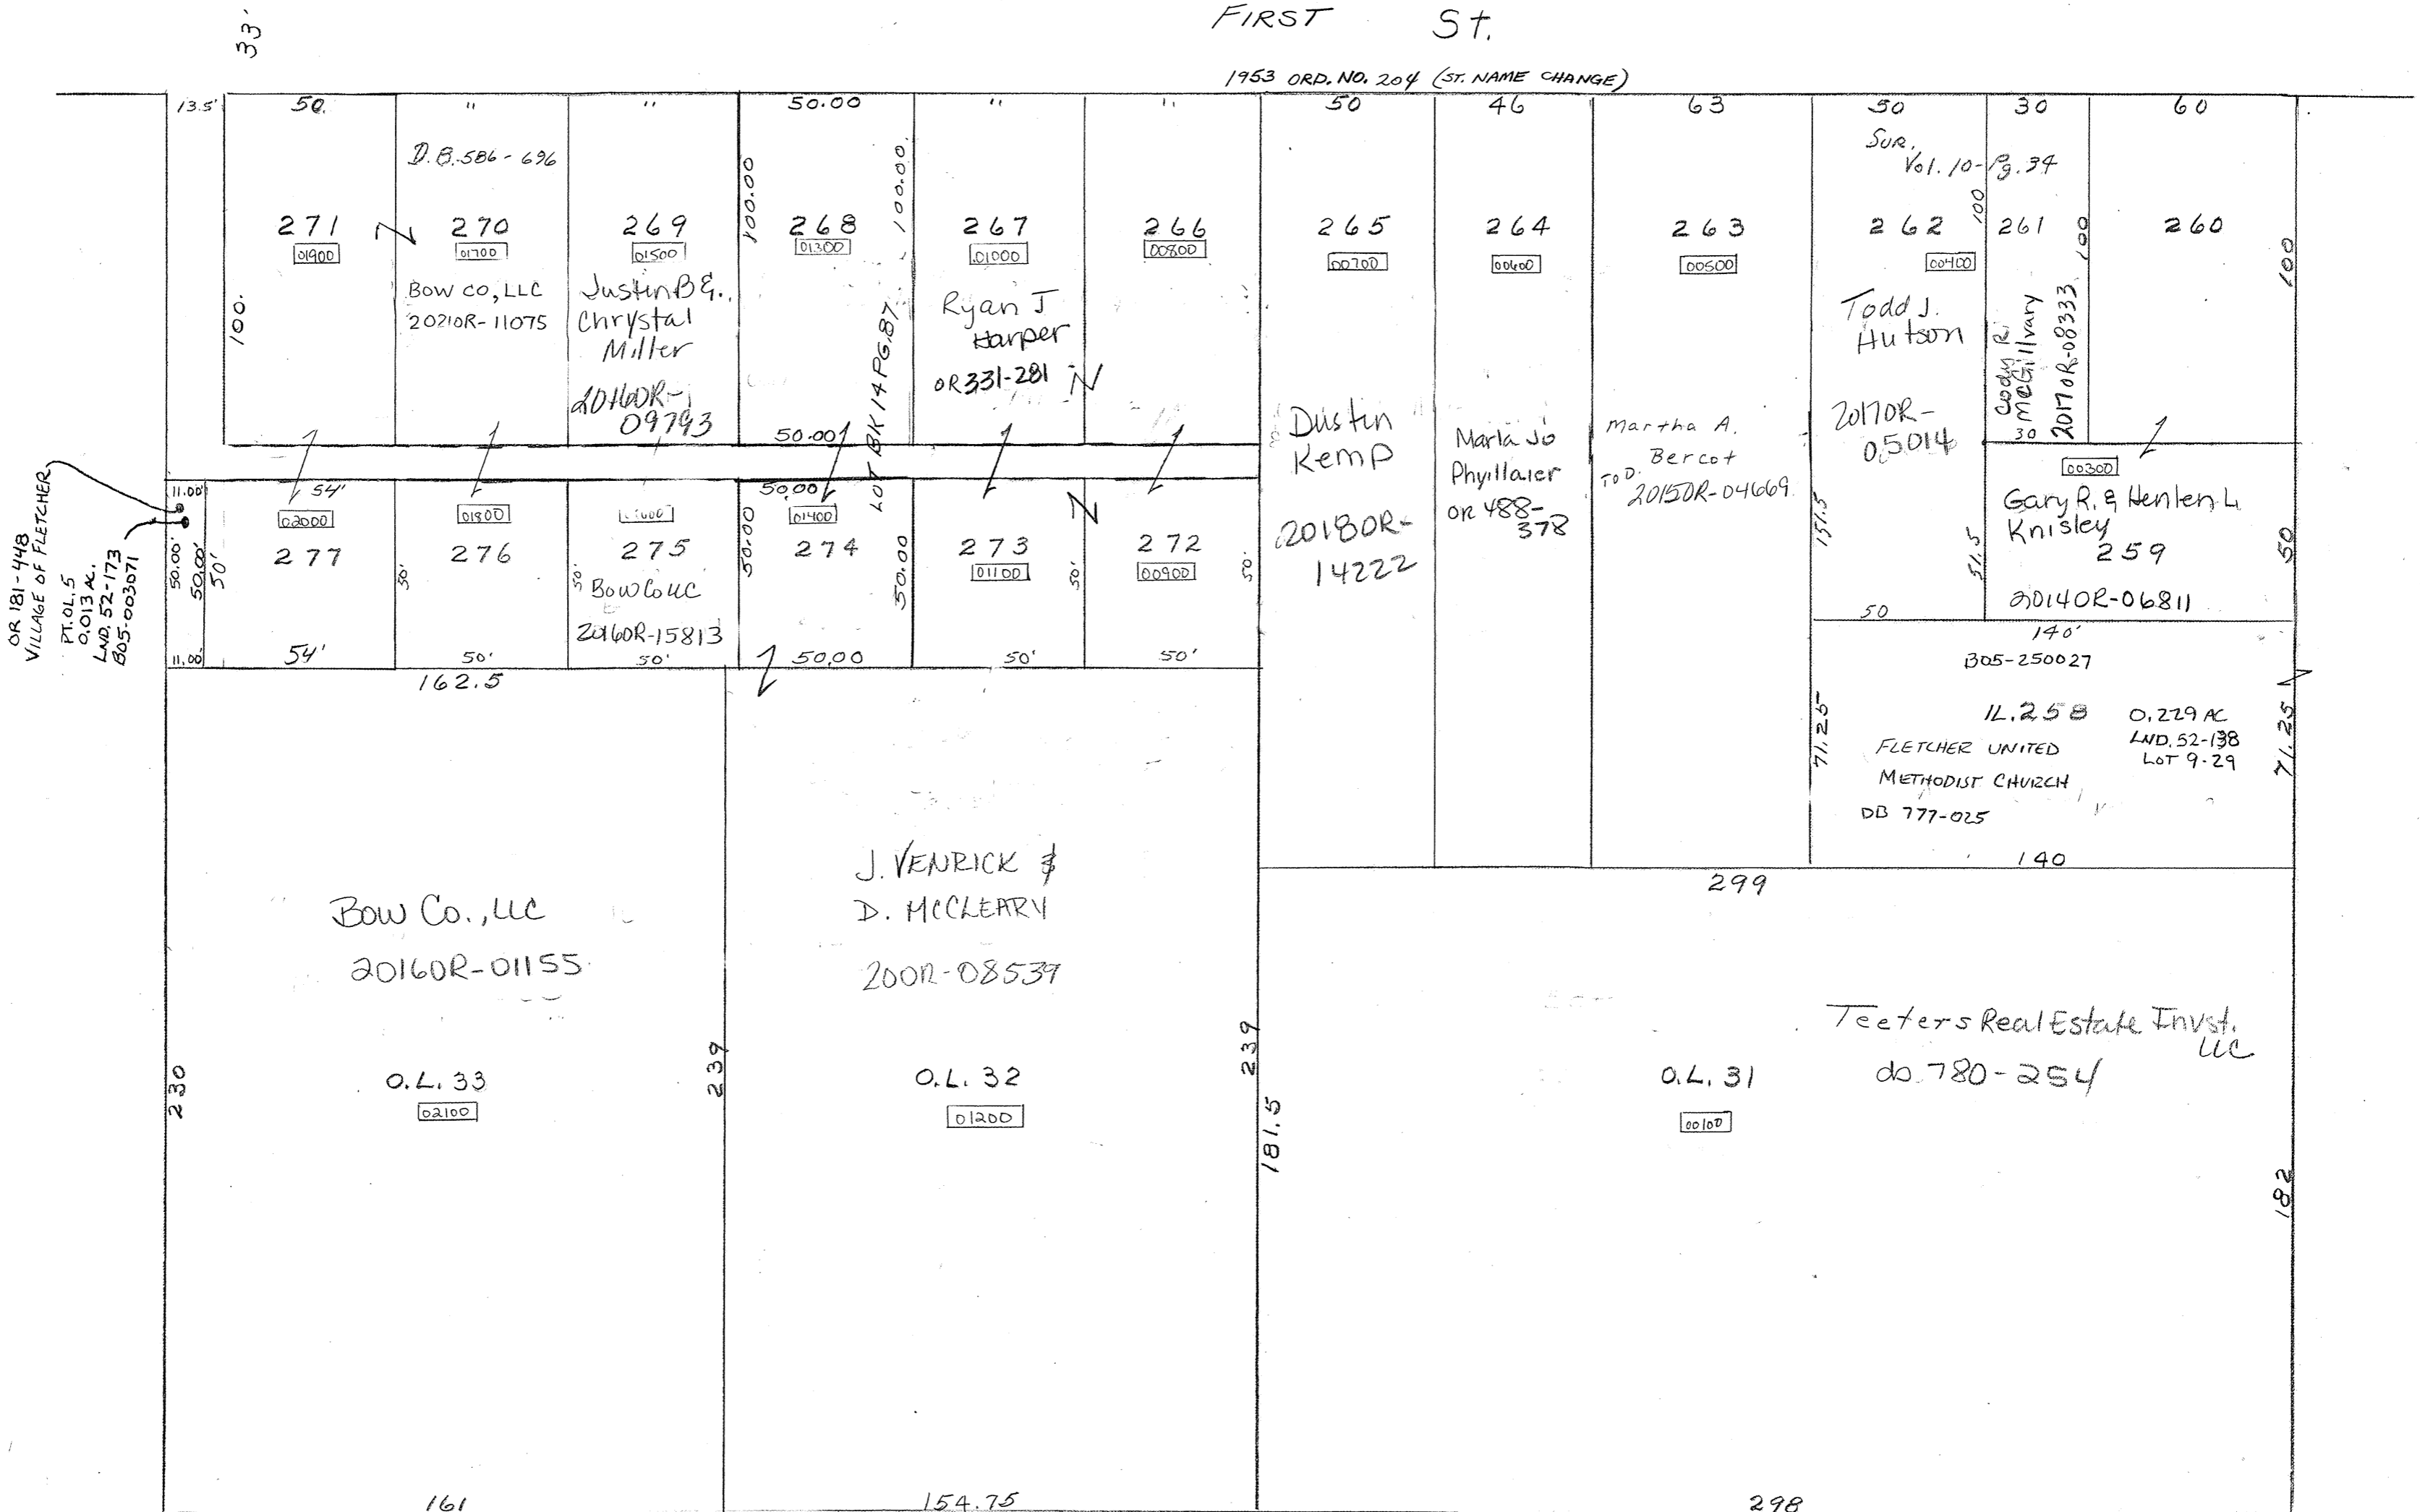 FIRST St.
33'
1953 ORD. NO. 204 (ST. NAME CHANGE)
13.5' 50. " " 50.00 " " 50 46 63 50 30 60
D.B. 586-696
SUR. Vol. 10-Pg. 34
271
01900
100.
270
01700
BOW CO, LLC
2021OR-11075
269
01500
Justin B &
Chrystal
Miller
2016OR-
09793
100.00
268
01300
100.00
50.00
LOT BK 14 PG. 87
267
01000
Ryan J
Harper
OR 331-281
266
00800
265
00700
Dustin
Kemp
2018OR-
14222
264
00600
Marla Jo
Phyillaier
OR 488-
378
263
00500
Martha A.
Bercot
TOD
2015OR-04669
262
00400
100
Todd J.
Hutson
2017OR-
05014
151.5
51.5
50
261
100
Cody R.
McGillvary
2017OR-08333
30
260
100
00300
Gary R. & Henlen L
Knisley
259
50
2014OR-06811
OR 181-448
VILLAGE OF FLETCHER
PT. OL. 5
0.013 AC.
LND. 52-173
B05-003071
11.00'
50.00'
50.00'
50'
11.00'
54'
02000
277
54'
01800
276
50'
50'
275
50'
Bow Co LLC
2016OR-15813
50'
50.00
01400
274
50.00
50.00
50.00
273
01100
50'
50'
272
00900
50'
50'
140'
B05-250027
IL. 258 0.229 AC
LND. 52-138
LOT 9-29
FLETCHER UNITED
METHODIST CHURCH
DB 777-025
71.25
71.25
140
162.5
Bow Co., LLC
2016OR-01155
O.L. 33
02100
230
239
161
J. VENRICK &
D. MCCLEARY
200R-08539
O.L. 32
01200
239
154.75
299
Teeters Real Estate Invst.
LLC
O.L. 31
db 780-254
00100
181.5
182
298